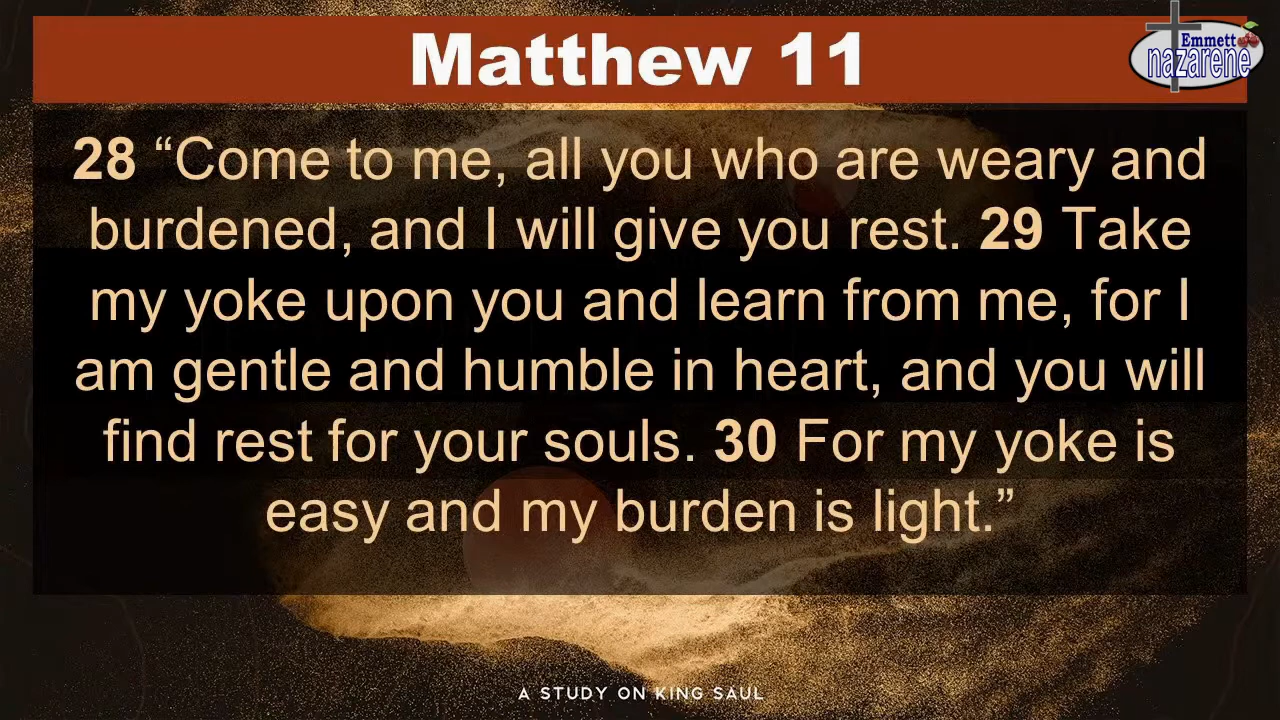 Matthew 11
Emmett
nazarene
28 “Come to me, all you who are weary and
burdened, and I will give you rest. 29 Take
my yoke upon you and learn from me, for I
am gentle and humble in heart, and you will
find rest for your souls. 30 For my yoke is
easy and my burden is light.”
A STUDY ON KING SAUL